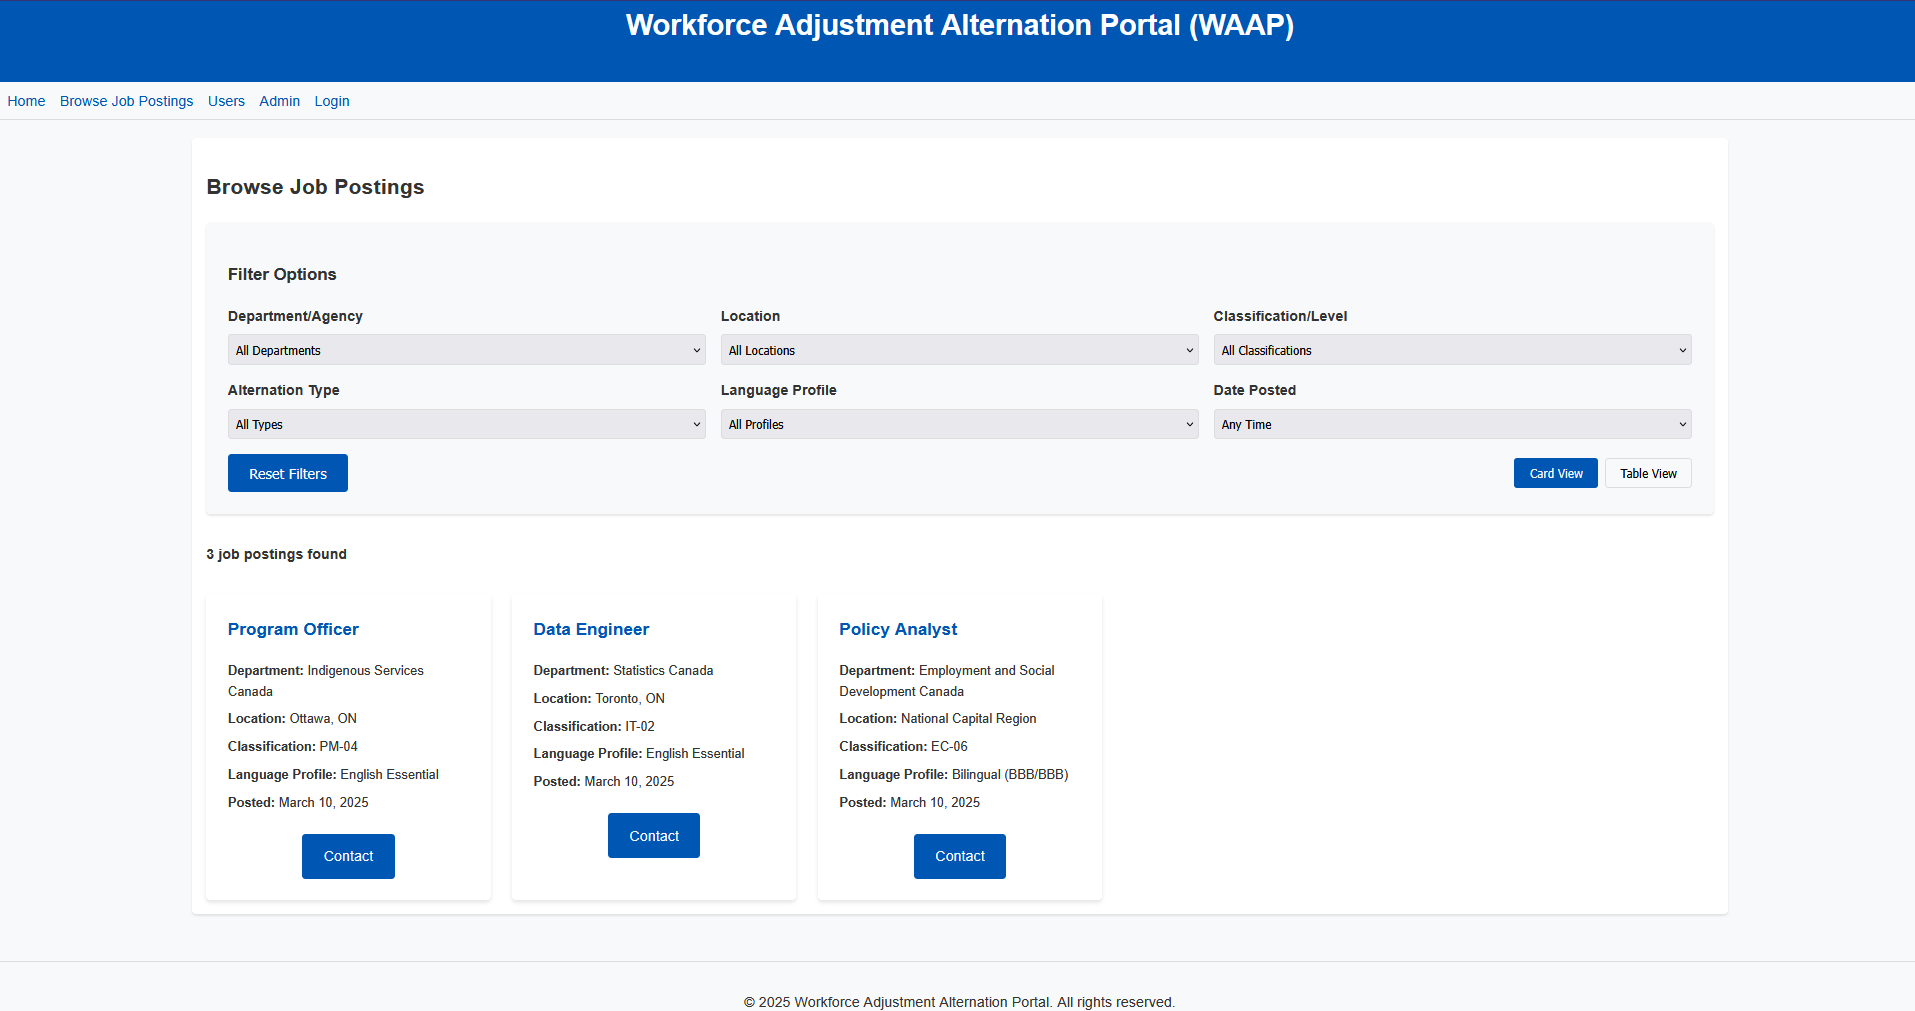 Workforce Adjustment Alternation Portal (WAAP)
Home Browse Job Postings Users Admin Login
Browse Job Postings
Filter Options
Department/Agency Location Classification/Level
All Departments All Locations All Classifications
Alternation Type Language Profile Date Posted
All Types All Profiles Any Time
Reset Filters Card View Table View
3 job postings found
Program Officer
Department: Indigenous Services
Canada
Location: Ottawa, ON
Classification: PM-04
Language Profile: English Essential
Posted: March 10, 2025
Contact
Data Engineer
Department: Statistics Canada
Location: Toronto, ON
Classification: IT-02
Language Profile: English Essential
Posted: March 10, 2025
Contact
Policy Analyst
Department: Employment and Social
Development Canada
Location: National Capital Region
Classification: EC-06
Language Profile: Bilingual (BBB/BBB)
Posted: March 10, 2025
Contact
© 2025 Workforce Adjustment Alternation Portal. All rights reserved.